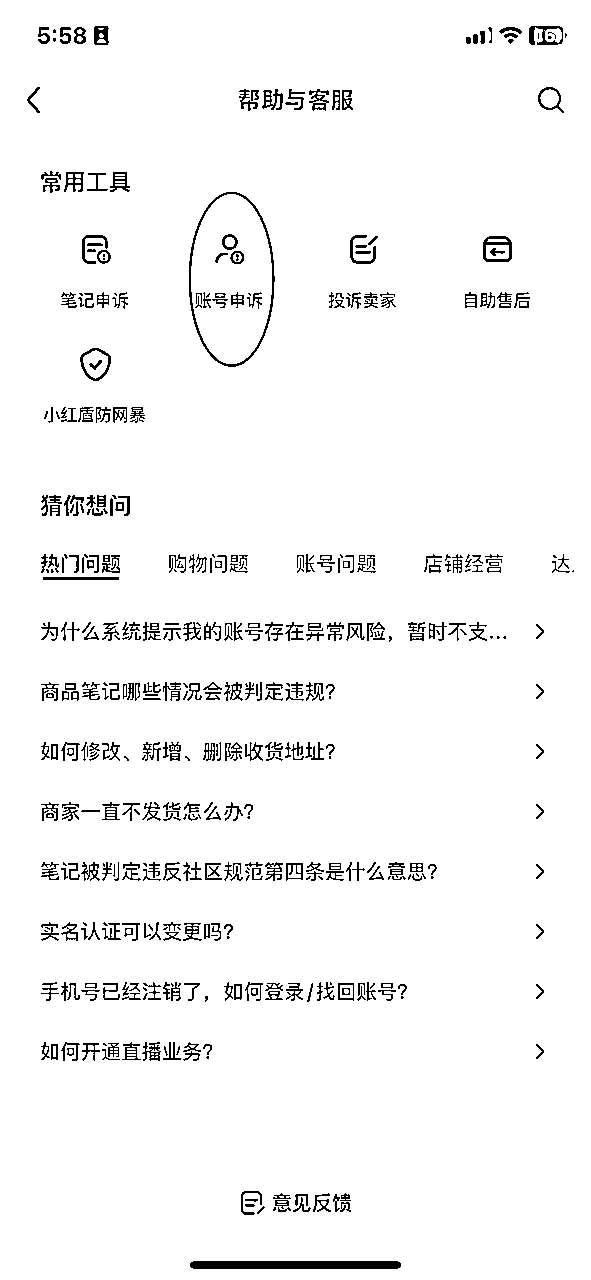 5:58
帮助与客服
常用工具
笔记申诉
账号申诉
投诉卖家
自助售后
小红盾防网暴
猜你想问
热门问题 购物问题 账号问题 店铺经营 达.
为什么系统提示我的账号存在异常风险，暂时不支...
商品笔记哪些情况会被判定违规?
如何修改、新增、删除收货地址?
商家一直不发货怎么办?
笔记被判定违反社区规范第四条是什么意思?
实名认证可以变更吗?
手机号已经注销了，如何登录/找回账号?
如何开通直播业务?
意见反馈